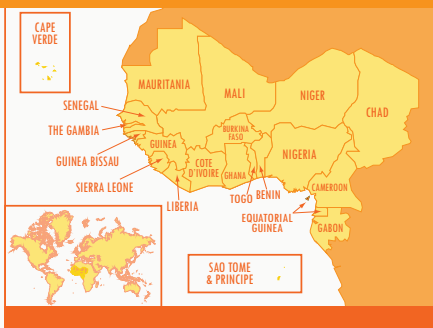 CAPE
VERDE
MAURITANIA
MALI
NIGER
CHAD
SENEGAL
THE GAMBIA
GUINEA BISSAU
GUINEA
SIERRA LEONE
LIBERIA
COTE
D'IVOIRE
BURKINA
FASO
GHANA
TOGO
BENIN
NIGERIA
CAMEROON
EQUATORIAL
GUINEA
GABON
SAO TOME
& PRINCIPE